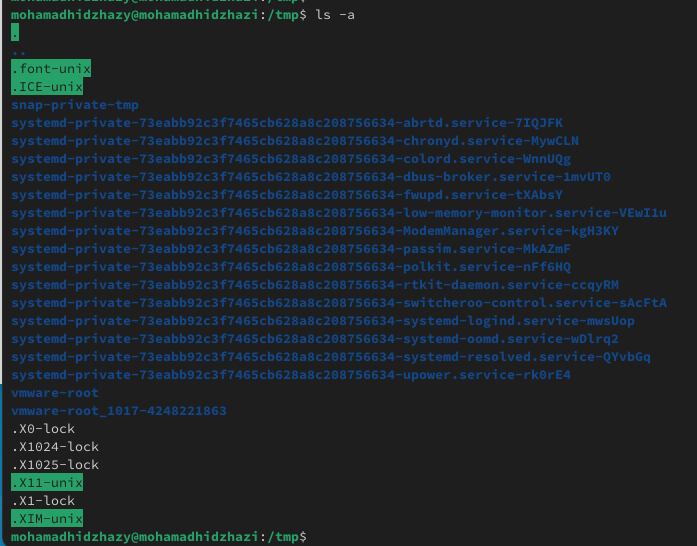 mohamadhidzhazy@mohamadhidzhazi:/tmp$ ls -a
.
..
.font-unix
.ICE-unix
snap-private-tmp
systemd-private-73eabb92c3f7465cb628a8c208756634-abrtd.service-7IQJFK
systemd-private-73eabb92c3f7465cb628a8c208756634-chronyd.service-MywCLN
systemd-private-73eabb92c3f7465cb628a8c208756634-colord.service-WnnUQg
systemd-private-73eabb92c3f7465cb628a8c208756634-dbus-broker.service-1mvUT0
systemd-private-73eabb92c3f7465cb628a8c208756634-fwupd.service-tXAbsY
systemd-private-73eabb92c3f7465cb628a8c208756634-low-memory-monitor.service-VEwI1u
systemd-private-73eabb92c3f7465cb628a8c208756634-ModemManager.service-kgH3KY
systemd-private-73eabb92c3f7465cb628a8c208756634-passim.service-MkAZmF
systemd-private-73eabb92c3f7465cb628a8c208756634-polkit.service-nFf6HQ
systemd-private-73eabb92c3f7465cb628a8c208756634-rtkit-daemon.service-ccqyRM
systemd-private-73eabb92c3f7465cb628a8c208756634-switcheroo-control.service-sAcFtA
systemd-private-73eabb92c3f7465cb628a8c208756634-systemd-logind.service-mwsUop
systemd-private-73eabb92c3f7465cb628a8c208756634-systemd-oomd.service-wDlrq2
systemd-private-73eabb92c3f7465cb628a8c208756634-systemd-resolved.service-QYvbGq
systemd-private-73eabb92c3f7465cb628a8c208756634-upower.service-rk0rE4
vmware-root
vmware-root_1017-4248221863
.X0-lock
.X1024-lock
.X1025-lock
.X11-unix
.X1-lock
.XIM-unix
mohamadhidzhazy@mohamadhidzhazi:/tmp$